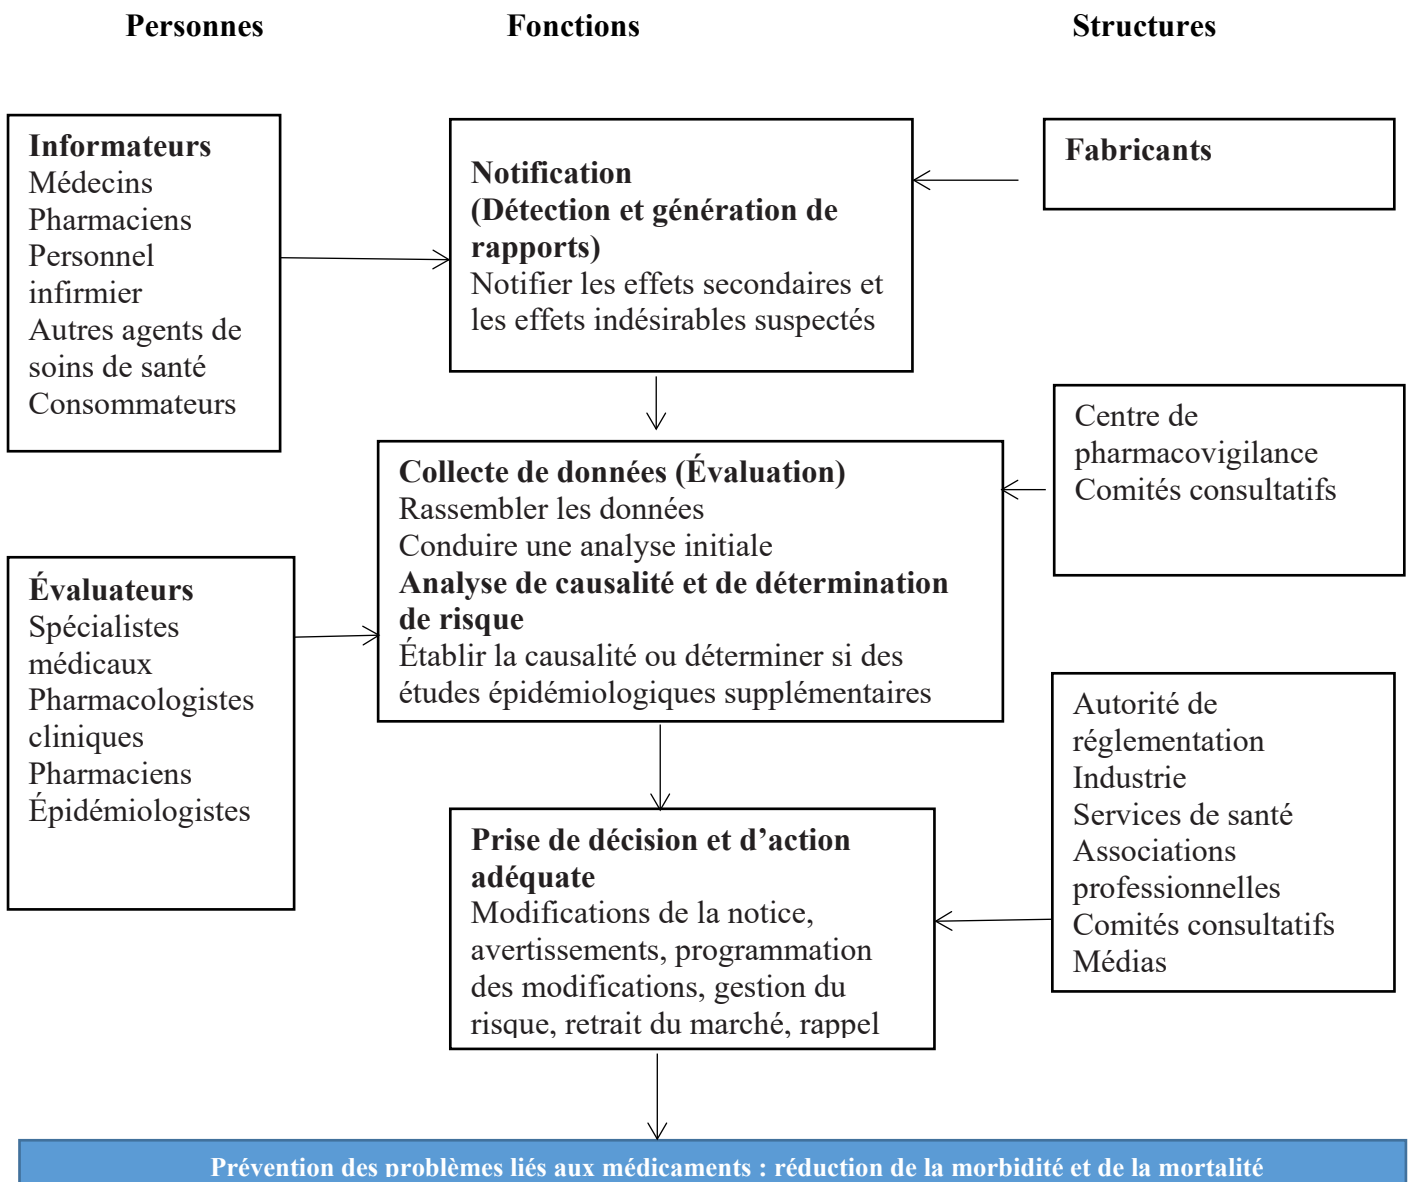 Personnes
Fonctions
Structures
Informateurs
Médecins
Pharmaciens
Personnel
infirmier
Autres agents de
soins de santé
Consommateurs
Notification
(Détection et génération de
rapports)
Notifier les effets secondaires et
les effets indésirables suspectés
Fabricants
Évaluateurs
Spécialistes
médicaux
Pharmacologistes
cliniques
Pharmaciens
Épidémiologistes
Collecte de données (Évaluation)
Rassembler les données
Conduire une analyse initiale
Analyse de causalité et de détermination
de risque
Établir la causalité ou déterminer si des
études épidémiologiques supplémentaires
Centre de
pharmacovigilance
Comités consultatifs
Prise de décision et d’action
adéquate
Modifications de la notice,
avertissements, programmation
des modifications, gestion du
risque, retrait du marché, rappel
Autorité de
réglementation
Industrie
Services de santé
Associations
professionnelles
Comités consultatifs
Médias
Prévention des problèmes liés aux médicaments : réduction de la morbidité et de la mortalité